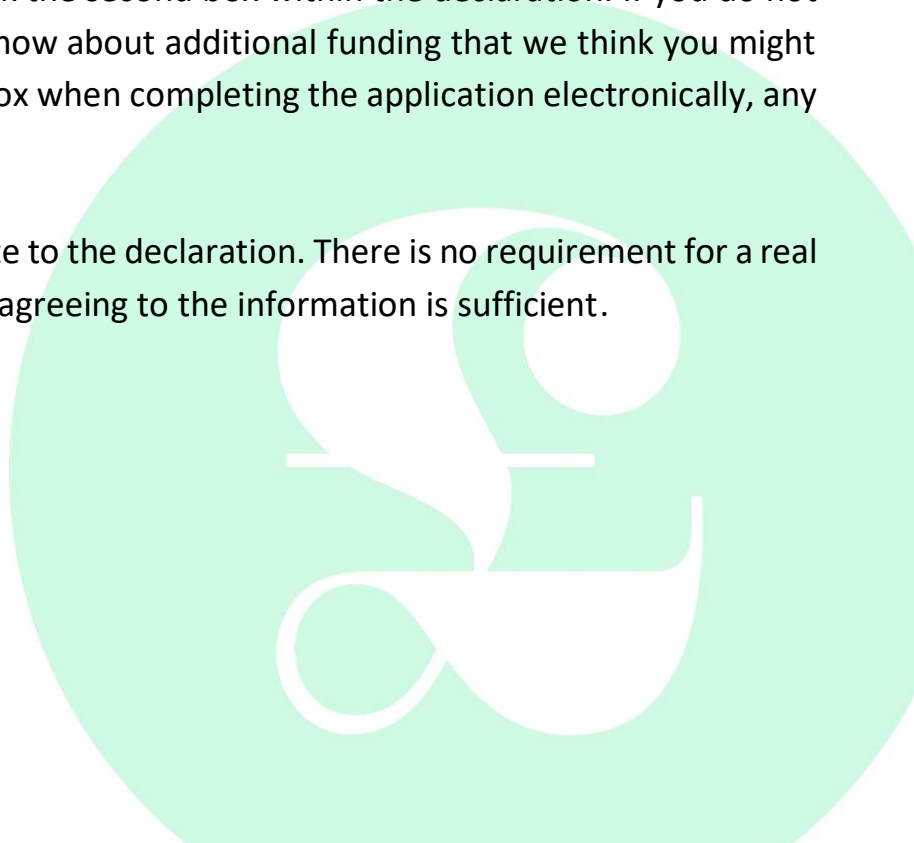 the second box within the declaration. If you do not
now about additional funding that we think you might
ox when completing the application electronically, any
e to the declaration. There is no requirement for a real
agreeing to the information is sufficient.
£